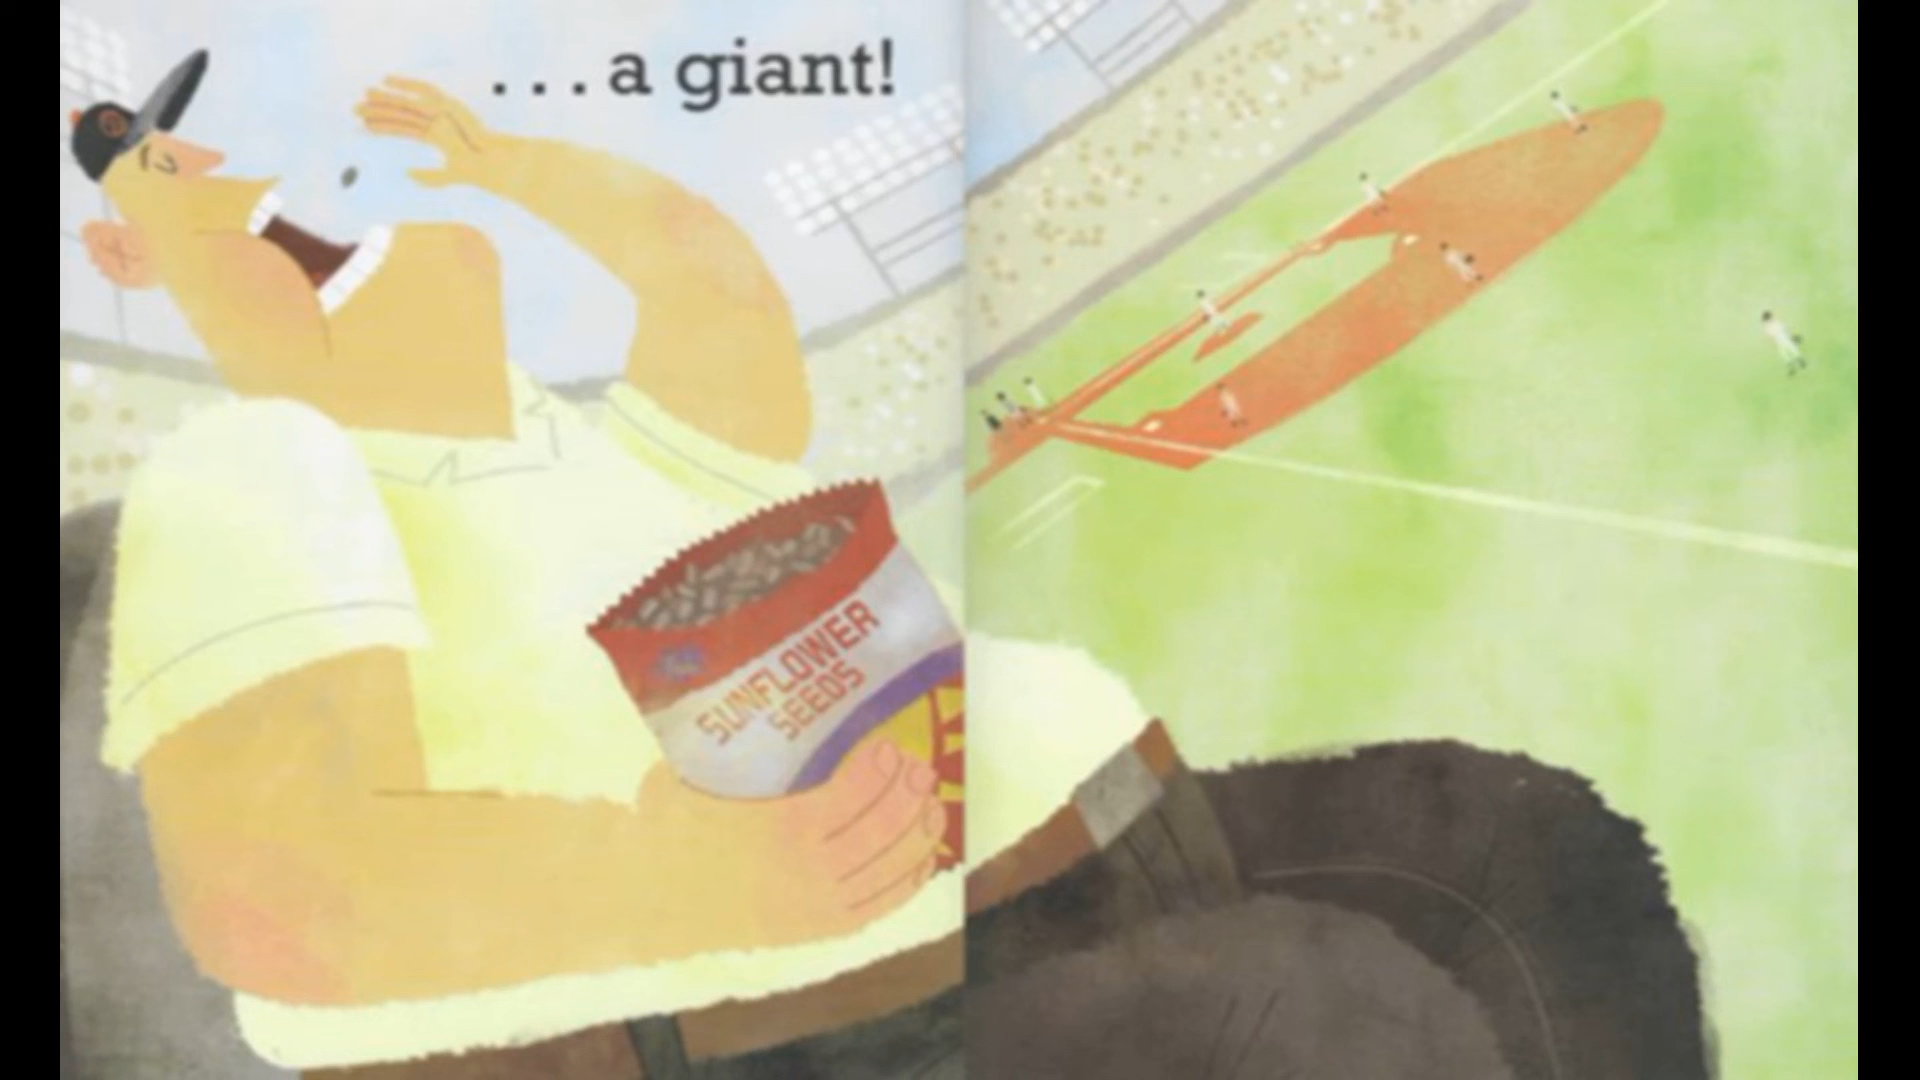 . . . a giant!
SUNFLOWER
SEEDS